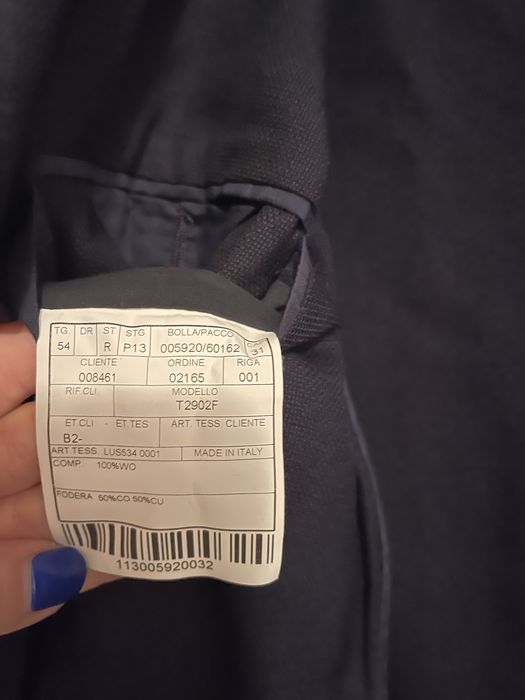 TG. DR ST STG BOLLA/PACCO
54 R P13 005920/60162
CLIENTE ORDINE RIGA
008461 02165 001
RIF.CLI. MODELLO
T2902F
ET.CLI - ET.TES ART. TESS. CLIENTE
B2-
ART.TESS. LUS534 0001 MADE IN ITALY
COMP. 100%WO
FODERA 50%CO 50%CU
113005920032